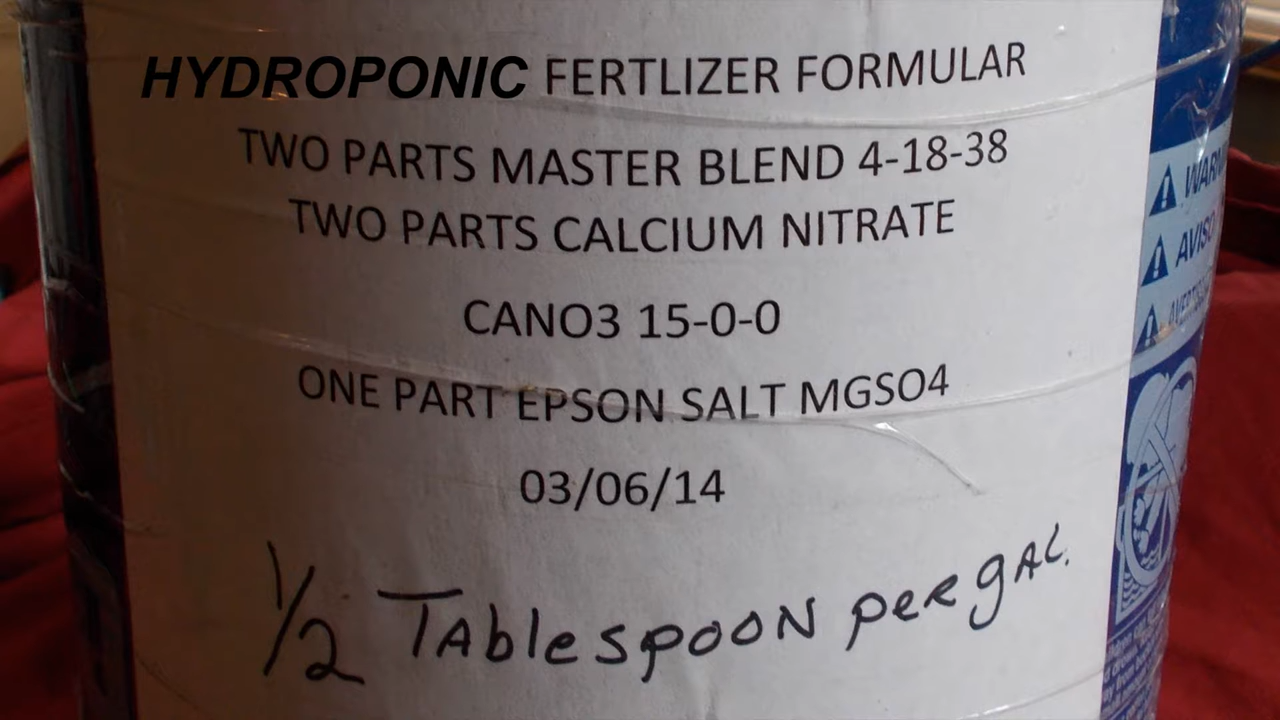 HYDROPONIC FERTLIZER FORMULAR
TWO PARTS MASTER BLEND 4-18-38
TWO PARTS CALCIUM NITRATE
CANO3 15-0-0
ONE PART EPSON SALT MGSO4
03/06/14
1/2 TAblespooN peR gAL.